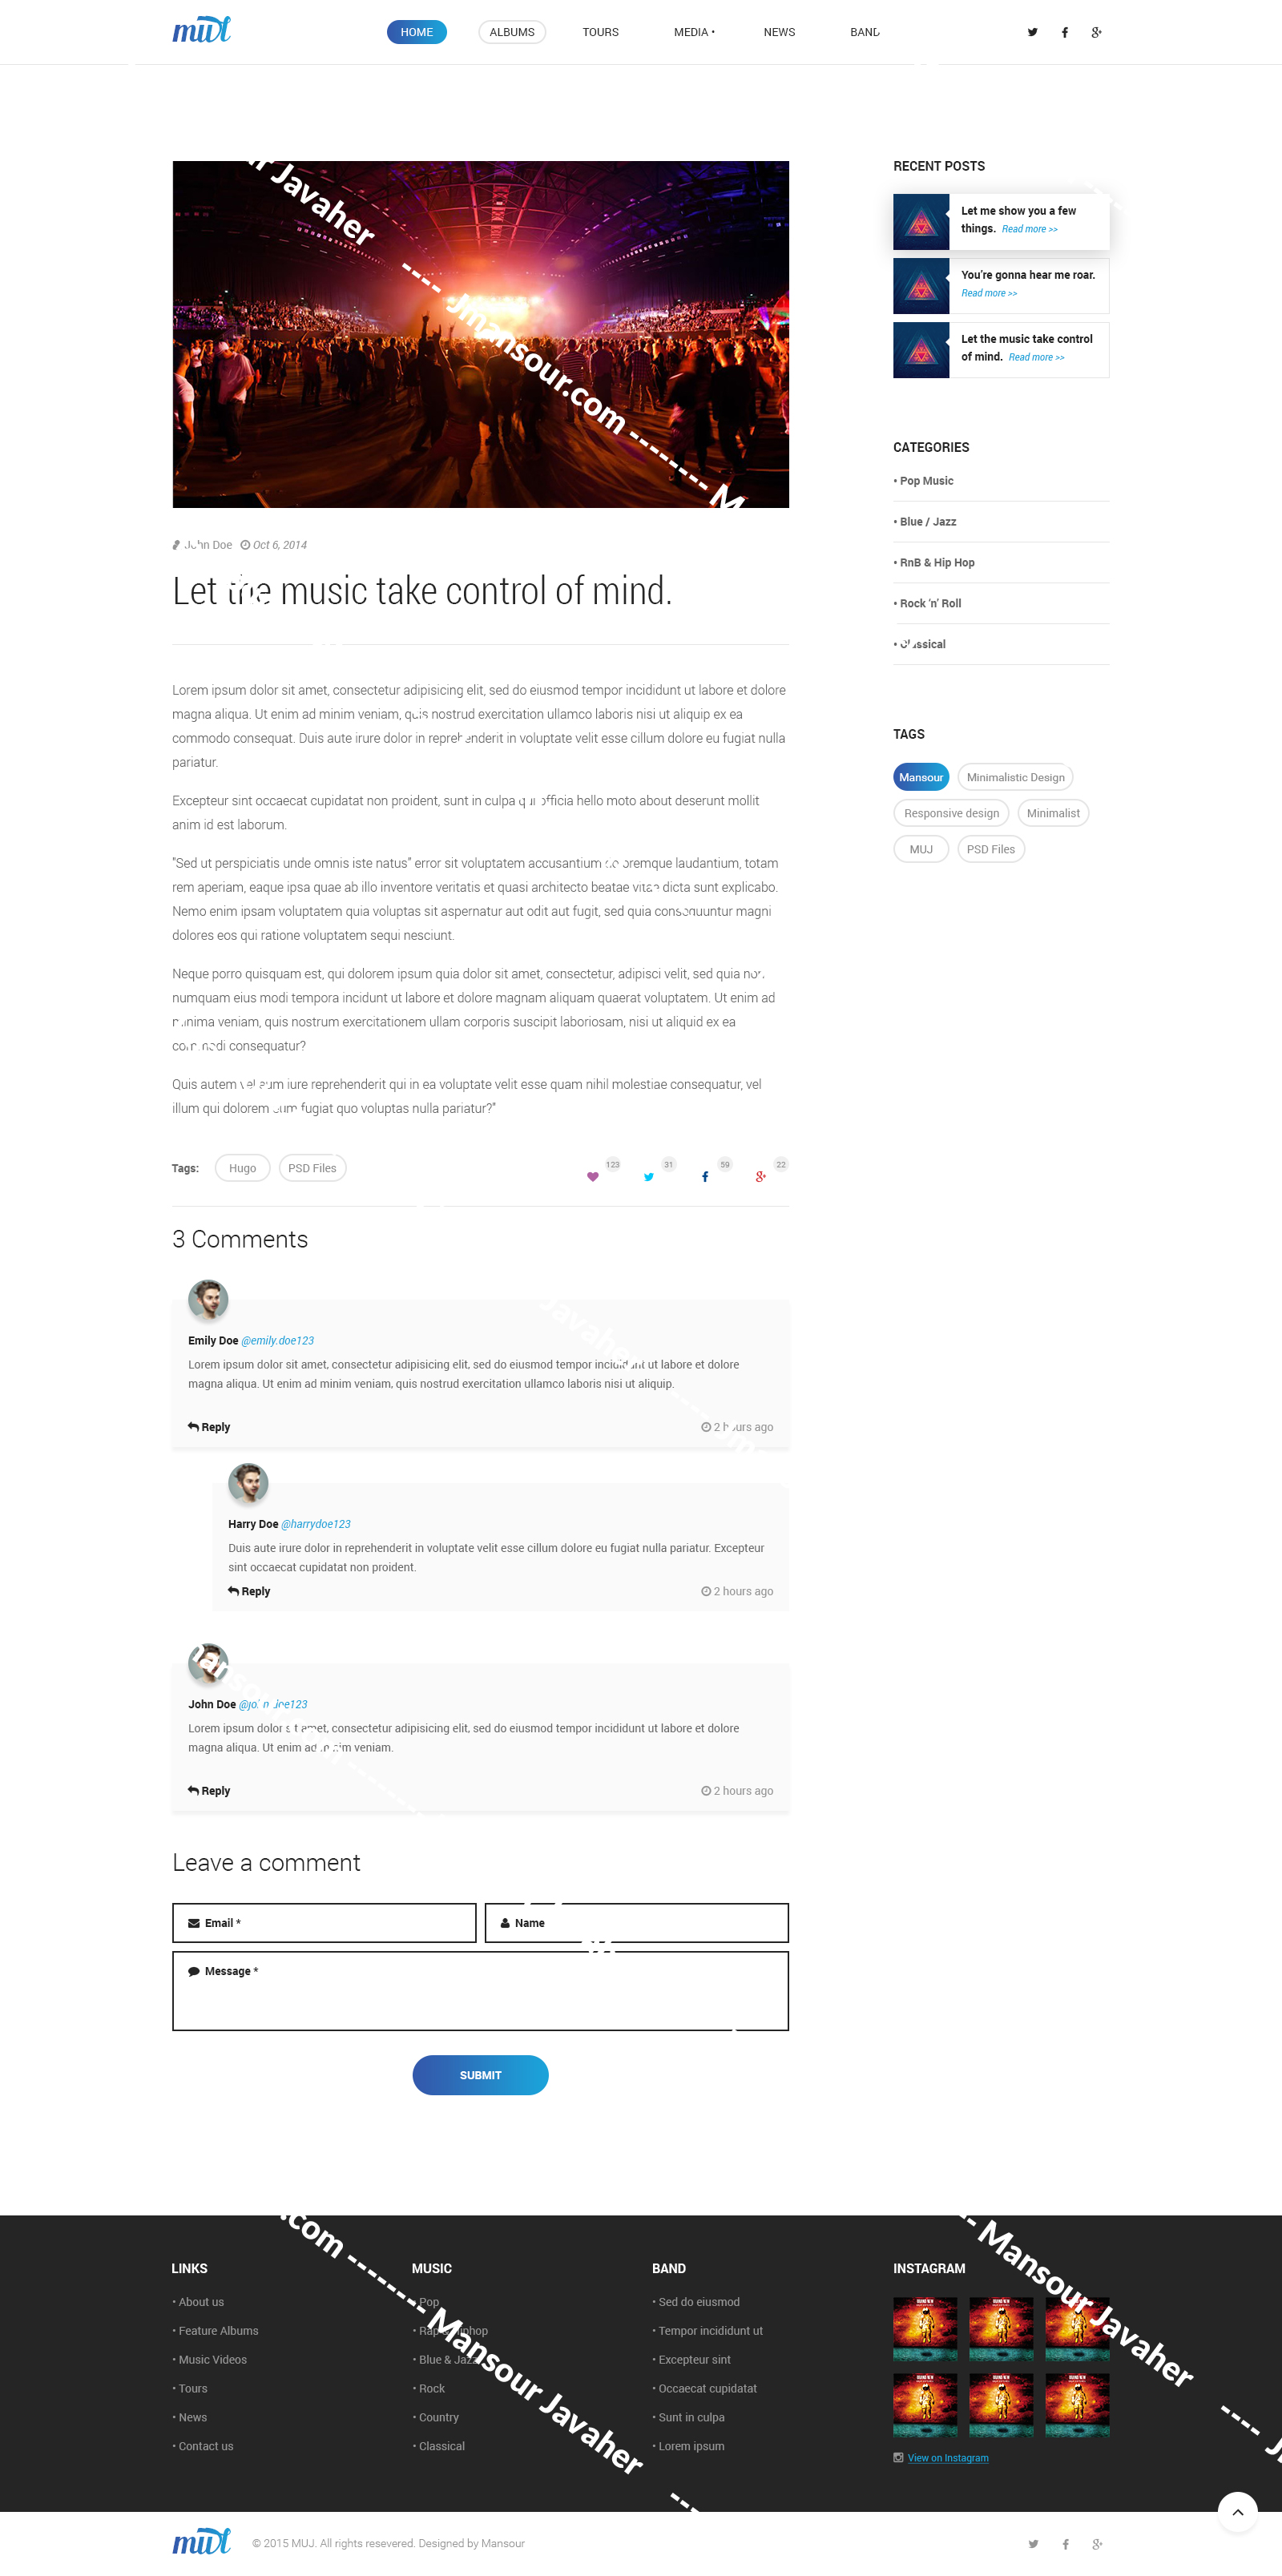 muj
HOME ALBUMS TOURS MEDIA • NEWS BAND
Mansour Javaher ---- Jmansour.com -------
John Doe Oct 6, 2014
Let the music take control of mind.
Lorem ipsum dolor sit amet, consectetur adipisicing elit, sed do eiusmod tempor incididunt ut labore et dolore
magna aliqua. Ut enim ad minim veniam, quis nostrud exercitation ullamco laboris nisi ut aliquip ex ea
commodo consequat. Duis aute irure dolor in reprehenderit in voluptate velit esse cillum dolore eu fugiat nulla
pariatur.
Excepteur sint occaecat cupidatat non proident, sunt in culpa qui officia hello moto about deserunt mollit
anim id est laborum.
"Sed ut perspiciatis unde omnis iste natus" error sit voluptatem accusantium doloremque laudantium, totam
rem aperiam, eaque ipsa quae ab illo inventore veritatis et quasi architecto beatae vitae dicta sunt explicabo.
Nemo enim ipsam voluptatem quia voluptas sit aspernatur aut odit aut fugit, sed quia consequuntur magni
dolores eos qui ratione voluptatem sequi nesciunt.
Neque porro quisquam est, qui dolorem ipsum quia dolor sit amet, consectetur, adipisci velit, sed quia non
numquam eius modi tempora incidunt ut labore et dolore magnam aliquam quaerat voluptatem. Ut enim ad
minima veniam, quis nostrum exercitationem ullam corporis suscipit laboriosam, nisi ut aliquid ex ea
commodi consequatur?
Quis autem vel eum iure reprehenderit qui in ea voluptate velit esse quam nihil molestiae consequatur, vel
illum qui dolorem eum fugiat quo voluptas nulla pariatur?"
Tags: Hugo PSD Files
123 31 59 22
3 Comments
Emily Doe @emily.doe123
Lorem ipsum dolor sit amet, consectetur adipisicing elit, sed do eiusmod tempor incididunt ut labore et dolore
magna aliqua. Ut enim ad minim veniam, quis nostrud exercitation ullamco laboris nisi ut aliquip.
Reply 2 hours ago
Harry Doe @harrydoe123
Duis aute irure dolor in reprehenderit in voluptate velit esse cillum dolore eu fugiat nulla pariatur. Excepteur
sint occaecat cupidatat non proident.
Reply 2 hours ago
John Doe @johndoe123
Lorem ipsum dolor sit amet, consectetur adipisicing elit, sed do eiusmod tempor incididunt ut labore et dolore
magna aliqua. Ut enim ad minim veniam.
Reply 2 hours ago
Leave a comment
Email *
Name
Message *
SUBMIT
RECENT POSTS
Let me show you a few
things. Read more >>
You're gonna hear me roar.
Read more >>
Let the music take control
of mind. Read more >>
CATEGORIES
• Pop Music
• Blue / Jazz
• RnB & Hip Hop
• Rock 'n' Roll
• Classical
TAGS
Mansour Minimalistic Design
Responsive design Minimalist
MUJ PSD Files
LINKS
• About us
• Feature Albums
• Music Videos
• Tours
• News
• Contact us
MUSIC
• Pop
• Rap & Hiphop
• Blue & Jazz
• Rock
• Country
• Classical
BAND
• Sed do eiusmod
• Tempor incididunt ut
• Excepteur sint
• Occaecat cupidatat
• Sunt in culpa
• Lorem ipsum
INSTAGRAM
View on Instagram
.com ------- Mansour Javaher ---
-- Mansour Javaher ----
muj
© 2015 MUJ. All rights resevered. Designed by Mansour